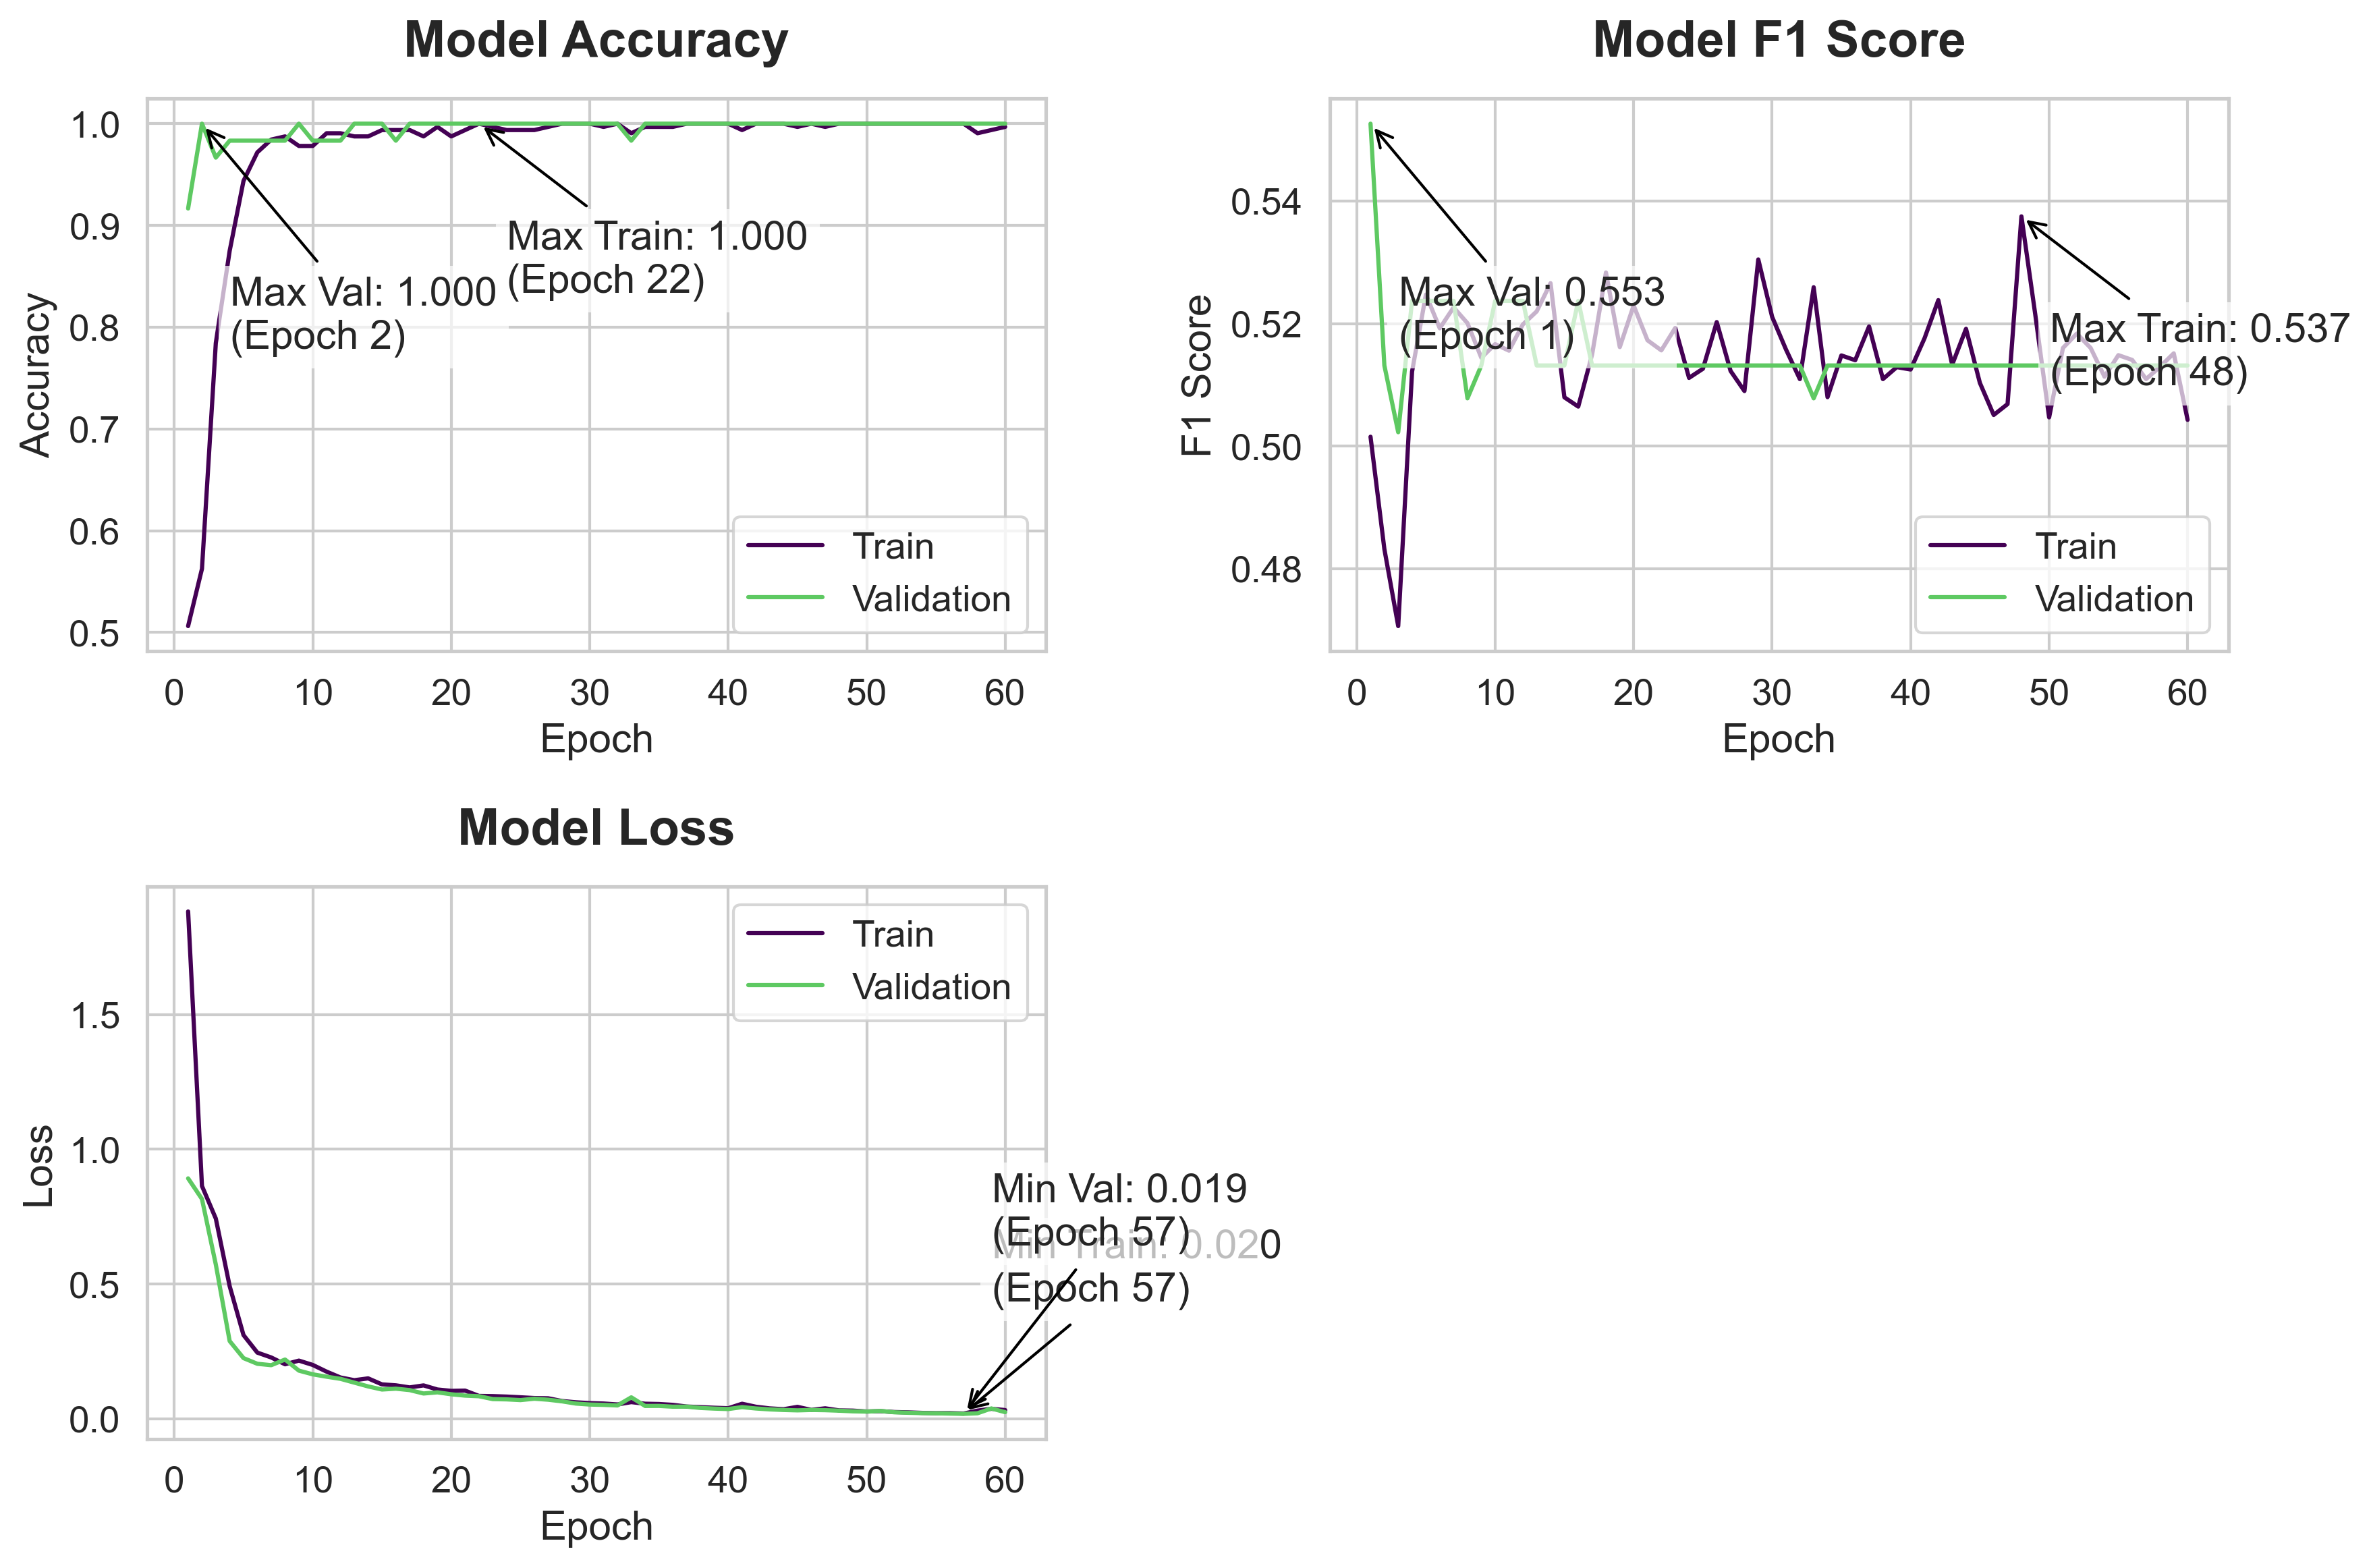 Model Accuracy
Accuracy
1.0
0.9
0.8
0.7
0.6
0.5
Max Val: 1.000
(Epoch 2)
Max Train: 1.000
(Epoch 22)
Train
Validation
0 10 20 30 40 50 60
Epoch
Model F1 Score
F1 Score
0.54
0.52
0.50
0.48
Max Val: 0.553
(Epoch 1)
Max Train: 0.537
(Epoch 48)
Train
Validation
0 10 20 30 40 50 60
Epoch
Model Loss
Loss
1.5
1.0
0.5
0.0
Train
Validation
Min Val: 0.019
(Epoch 57)
Min Train: 0.020
(Epoch 57)
0 10 20 30 40 50 60
Epoch